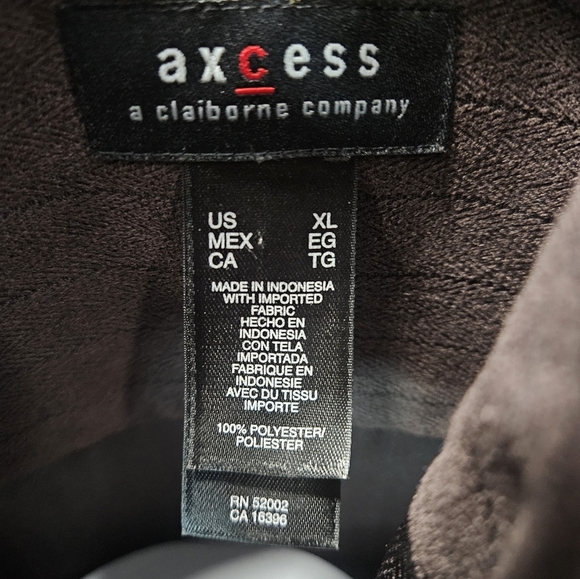 axcess
a claiborne company
US XL
MEX EG
CA TG
MADE IN INDONESIA
WITH IMPORTED
FABRIC
HECHO EN
INDONESIA
CON TELA
IMPORTADA
FABRIQUE EN
INDONESIE
AVEC DU TISSU
IMPORTE
100% POLYESTER/
POLIESTER
RN 52002
CA 16396